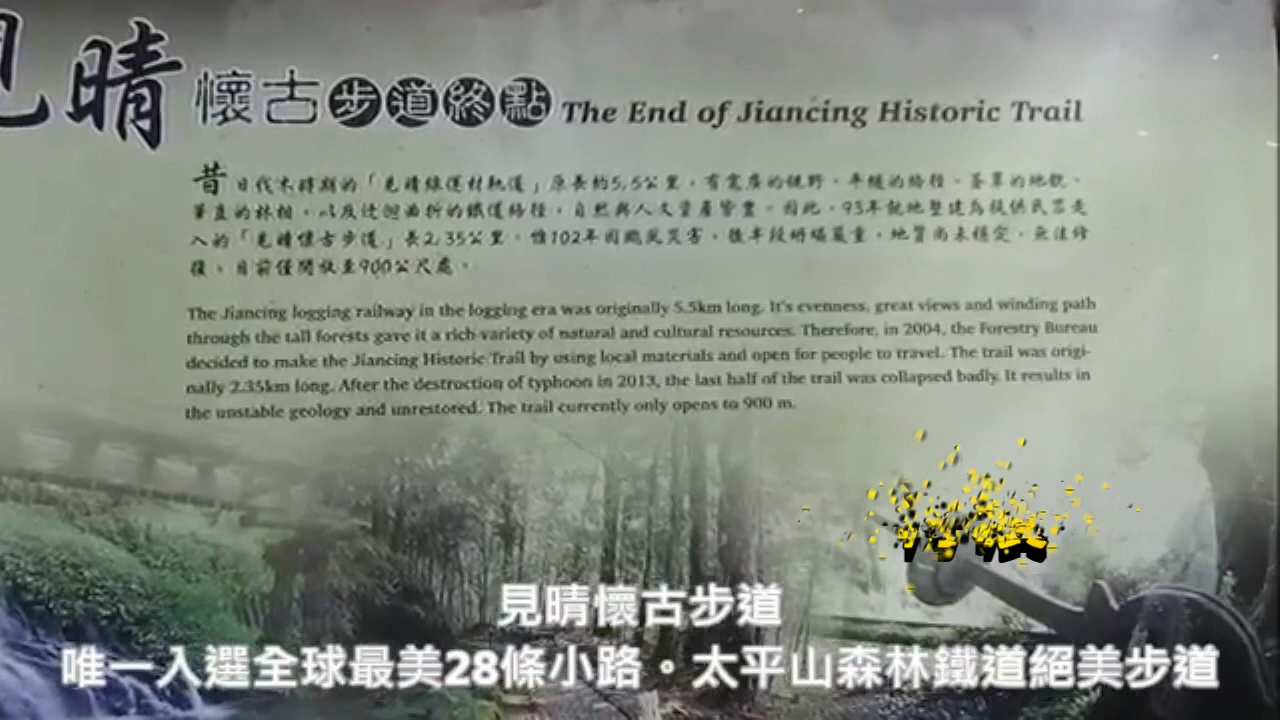 見晴懷古步道終點 The End of Jiancing Historic Trail
昔日伐木時期的「見晴線運材軌道」原長約5.5公里，有寬廣的視野、平緩的路徑、蒼翠的地貌、
筆直的林相，以及迂迴曲折的鐵道路徑，自然與人文資產皆豐。因此，93年就地整建為提供民眾走
入的「見晴懷古步道」長2.35公里。惟102年因颱風災害，後半段坍塌嚴重，地質尚未穩定，無法修
復，目前僅開放至900公尺處。
The Jiancing logging railway in the logging era was originally 5.5km long. It's evenness, great views and winding path
through the tall forests gave it a rich variety of natural and cultural resources. Therefore, in 2004, the Forestry Bureau
decided to make the Jiancing Historic Trail by using local materials and open for people to travel. The trail was origi-
nally 2.35km long. After the destruction of typhoon in 2013, the last half of the trail was collapsed badly. It results in
the unstable geology and unrestored. The trail currently only opens to 900 m.
見晴懷古步道
唯一入選全球最美28條小路。太平山森林鐵道絕美步道